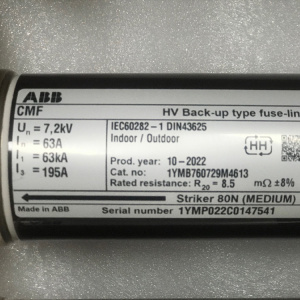 ABB
CMF
HV Back-up type fuse-lin
Uₙ = 7,2kV
Iₙ = 63A
I₁ = 63kA
I₃ = 195A
IEC60282-1 DIN43625
Indoor / Outdoor
HH
Prod. year: 10-2022
Cat. no.: 1YMB760729M4613
Rated resistance: R₂₀ = 8.5 mΩ ±8%
Striker 80N (MEDIUM)
Made in ABB
Serial number 1YMP022C0147541